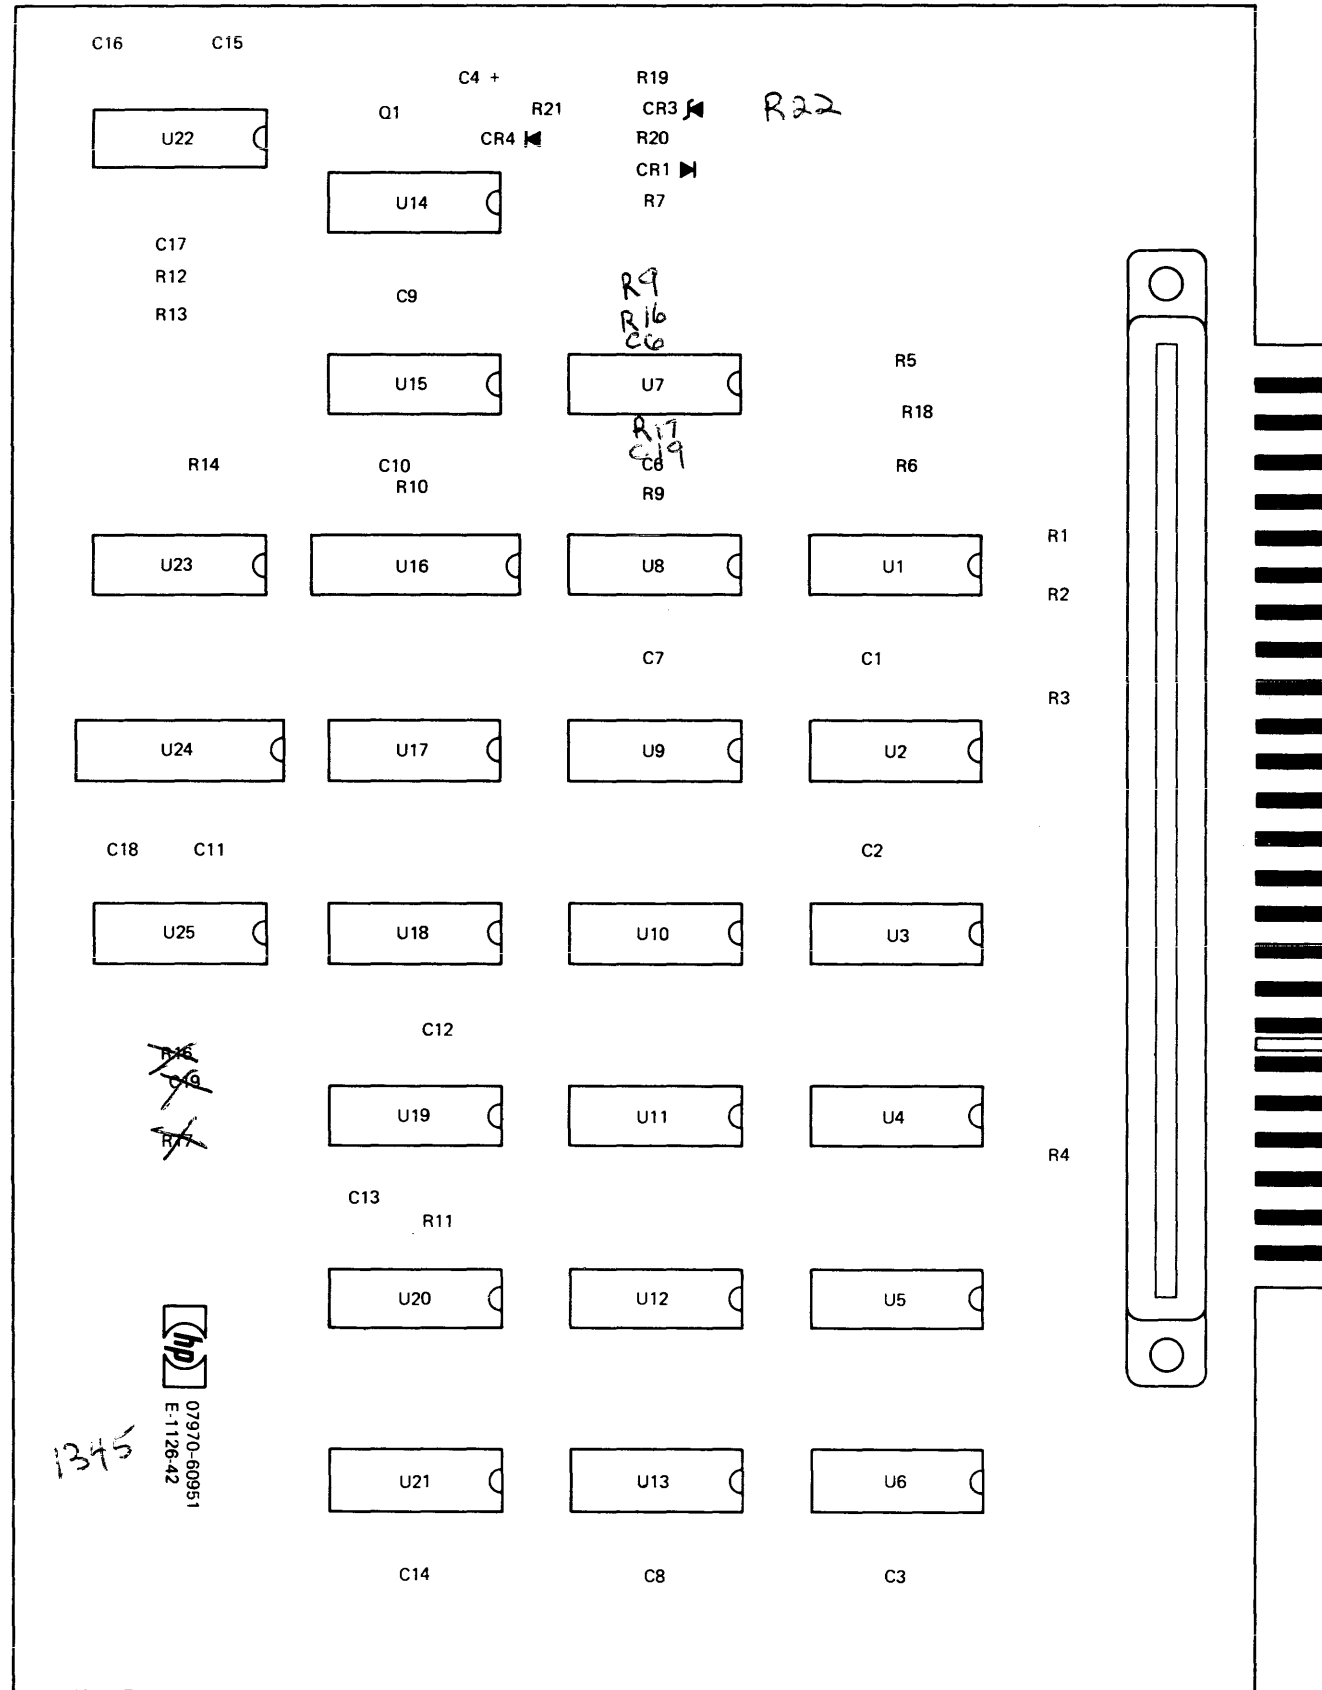 C16 C15
C4 + R19
Q1 R21 CR3 R22
U22 CR4 R20
CR1
U14 R7
C17
R12 R9
C9
R13 R16
C6
U15 U7 R5
R18
R17
C19
R14 C10 C6 R6
R10 R9
R1
U23 U16 U8 U1
R2
C7 C1
R3
U24 U17 U9 U2
C18 C11 C2
U25 U18 U10 U3
C12
R16
C19
U19 U11 U4
R17
R4
C13
R11
U20 U12 U5
hp
07970-60951
E-1126-42
1345
U21 U13 U6
C14 C8 C3